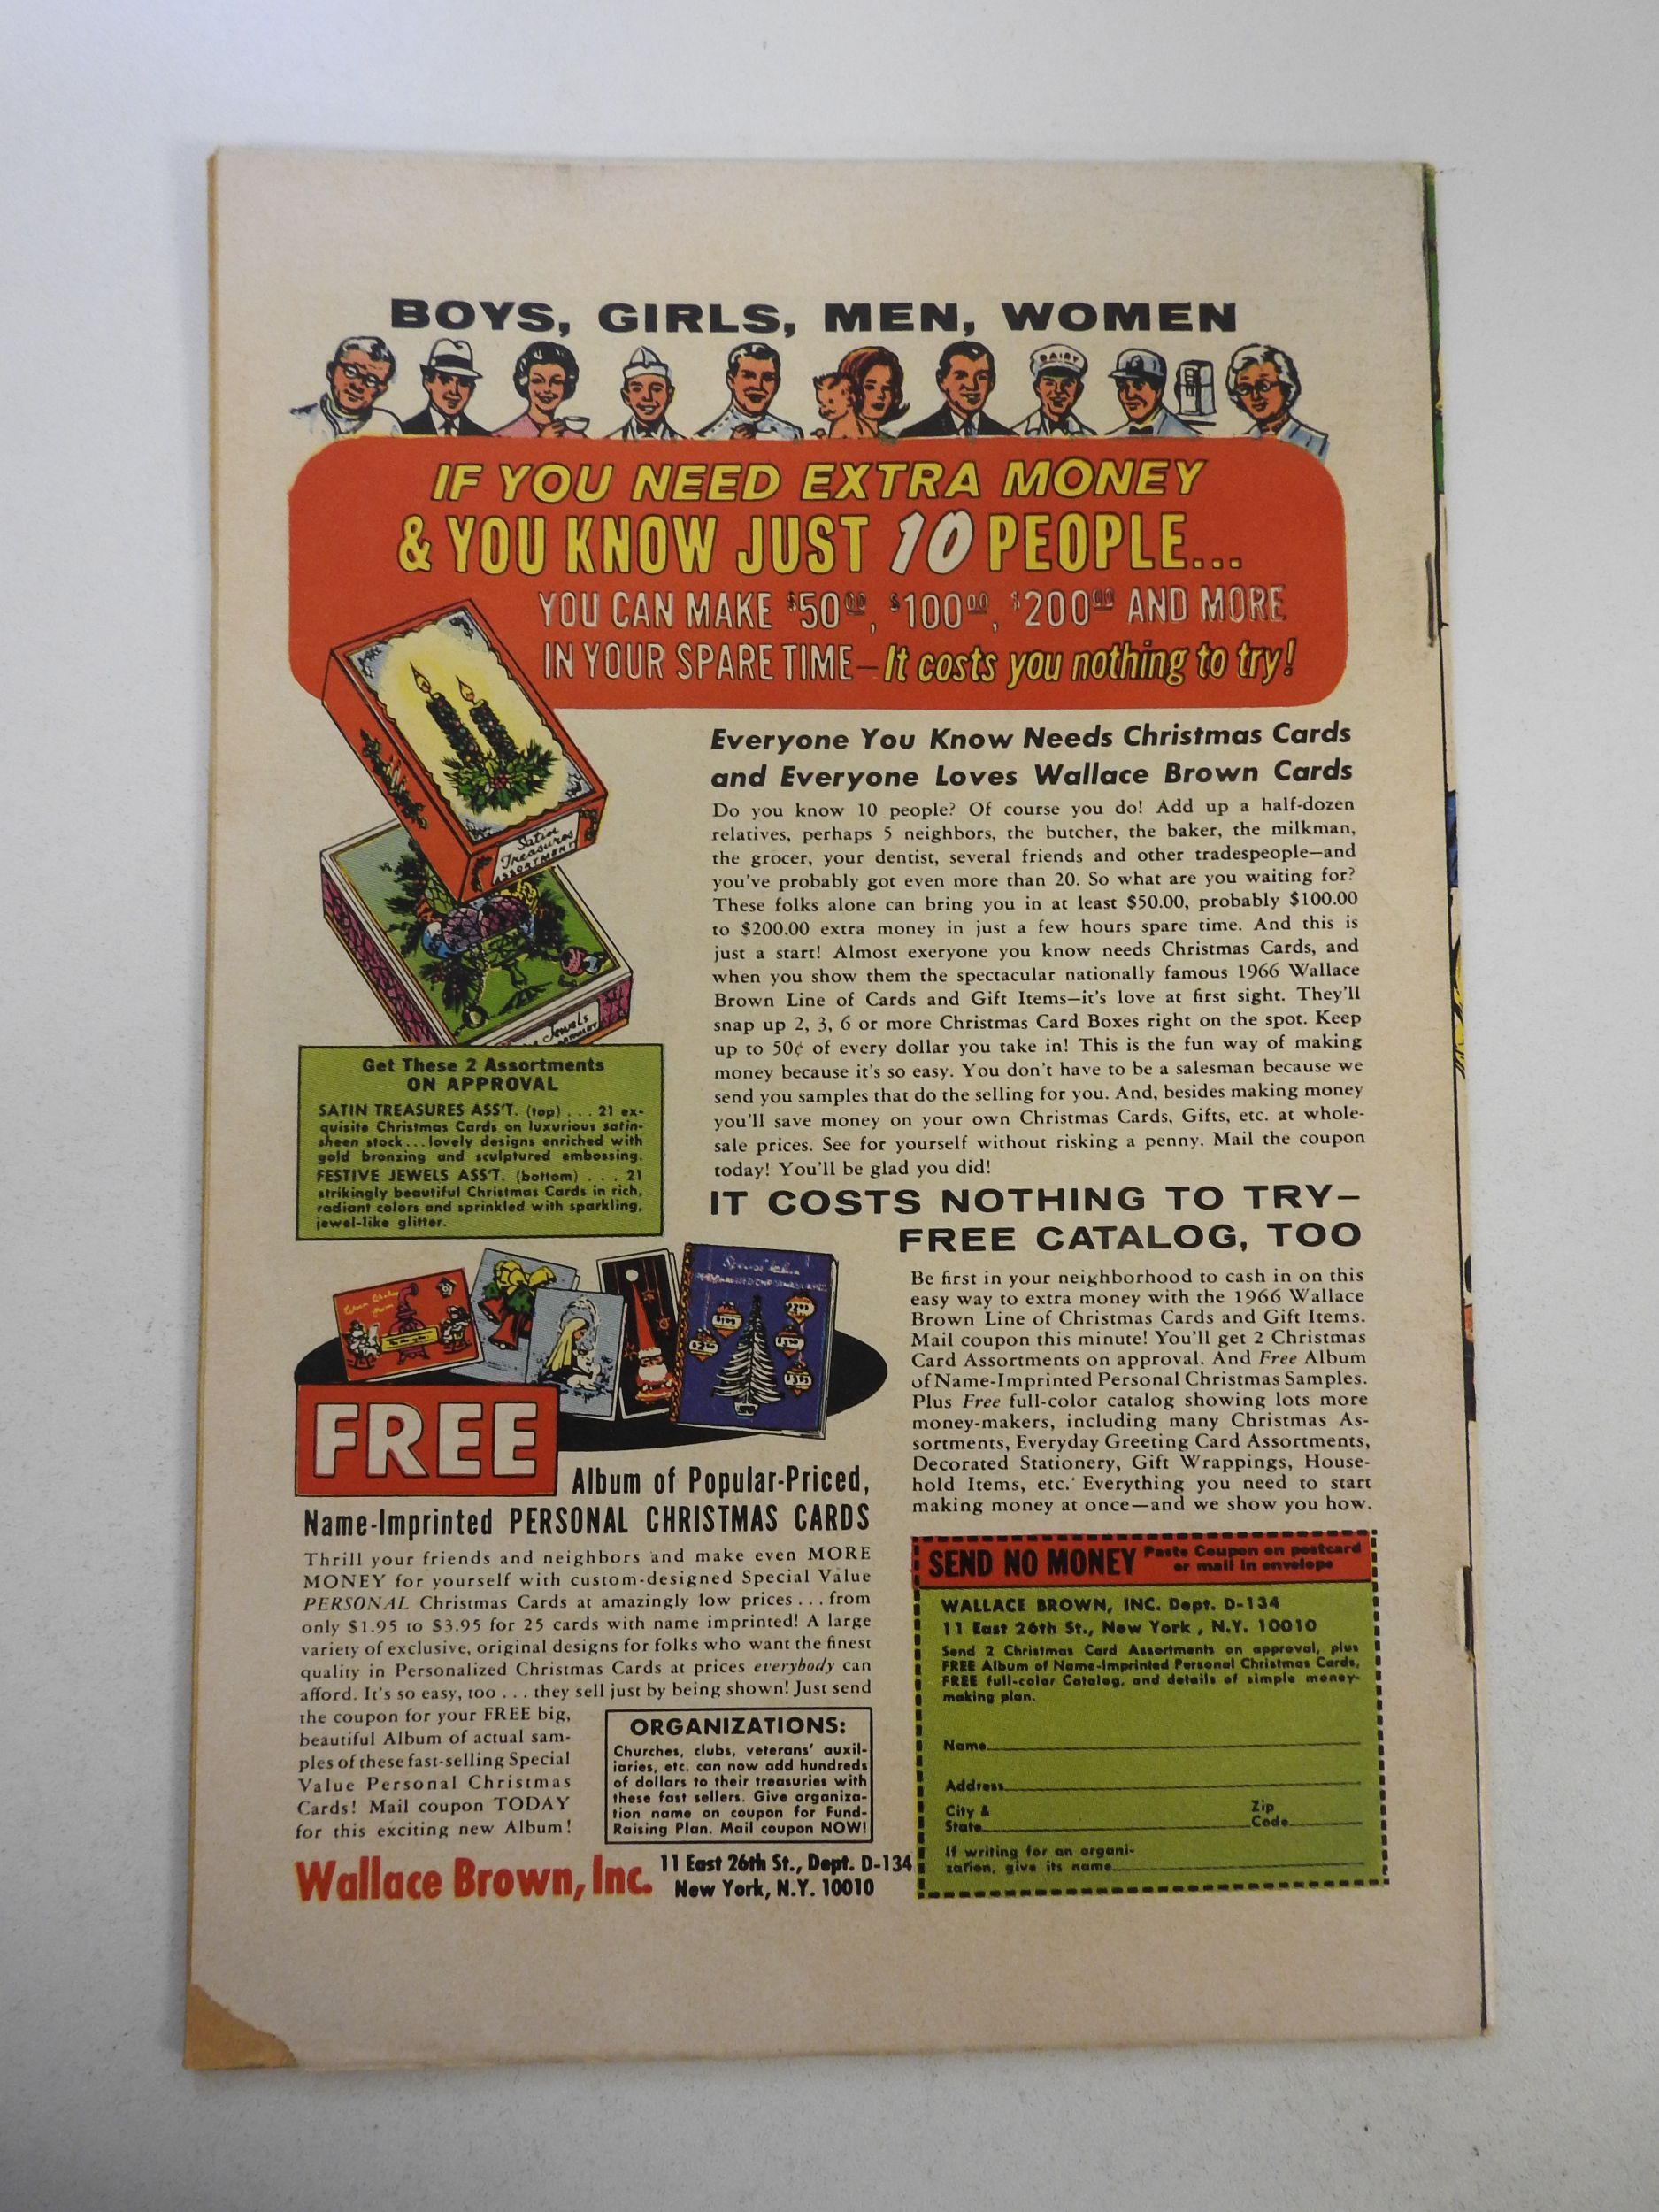 BOYS, GIRLS, MEN, WOMEN
DAIRY
IF YOU NEED EXTRA MONEY
& YOU KNOW JUST 10 PEOPLE...
YOU CAN MAKE $50.00, $100.00, $200.00 AND MORE
IN YOUR SPARE TIME—It costs you nothing to try!
Satin
Treasures
ASSORTMENT
Jewels
Get These 2 Assortments
ON APPROVAL
SATIN TREASURES ASS'T. (top) . . . 21 ex-
quisite Christmas Cards on luxurious satin-
sheen stock...lovely designs enriched with
gold bronzing and sculptured embossing.
FESTIVE JEWELS ASS'T. (bottom) . . . 21
strikingly beautiful Christmas Cards in rich,
radiant colors and sprinkled with sparkling,
jewel-like glitter.
Everyone You Know Needs Christmas Cards
and Everyone Loves Wallace Brown Cards
Do you know 10 people? Of course you do! Add up a half-dozen
relatives, perhaps 5 neighbors, the butcher, the baker, the milkman,
the grocer, your dentist, several friends and other tradespeople—and
you've probably got even more than 20. So what are you waiting for?
These folks alone can bring you in at least $50.00, probably $100.00
to $200.00 extra money in just a few hours spare time. And this is
just a start! Almost exeryone you know needs Christmas Cards, and
when you show them the spectacular nationally famous 1966 Wallace
Brown Line of Cards and Gift Items—it's love at first sight. They'll
snap up 2, 3, 6 or more Christmas Card Boxes right on the spot. Keep
up to 50¢ of every dollar you take in! This is the fun way of making
money because it's so easy. You don't have to be a salesman because we
send you samples that do the selling for you. And, besides making money
you'll save money on your own Christmas Cards, Gifts, etc. at whole-
sale prices. See for yourself without risking a penny. Mail the coupon
today! You'll be glad you did!
IT COSTS NOTHING TO TRY—
FREE CATALOG, TOO
Be first in your neighborhood to cash in on this
easy way to extra money with the 1966 Wallace
Brown Line of Christmas Cards and Gift Items.
Mail coupon this minute! You'll get 2 Christmas
Card Assortments on approval. And Free Album
of Name-Imprinted Personal Christmas Samples.
Plus Free full-color catalog showing lots more
money-makers, including many Christmas As-
sortments, Everyday Greeting Card Assortments,
Decorated Stationery, Gift Wrappings, House-
hold Items, etc. Everything you need to start
making money at once—and we show you how.
FREE
Album of Popular-Priced,
Name-Imprinted PERSONAL CHRISTMAS CARDS
Thrill your friends and neighbors and make even MORE
MONEY for yourself with custom-designed Special Value
PERSONAL Christmas Cards at amazingly low prices . . . from
only $1.95 to $3.95 for 25 cards with name imprinted! A large
variety of exclusive, original designs for folks who want the finest
quality in Personalized Christmas Cards at prices everybody can
afford. It's so easy, too . . . they sell just by being shown! Just send
the coupon for your FREE big,
beautiful Album of actual sam-
ples of these fast-selling Special
Value Personal Christmas
Cards! Mail coupon TODAY
for this exciting new Album!
ORGANIZATIONS:
Churches, clubs, veterans' auxil-
iaries, etc. can now add hundreds
of dollars to their treasuries with
these fast sellers. Give organiza-
tion name on coupon for Fund-
Raising Plan. Mail coupon NOW!
Wallace Brown, Inc.
11 East 26th St., Dept. D-134
New York, N.Y. 10010
SEND NO MONEY
Paste Coupon on postcard
or mail in envelope
WALLACE BROWN, INC. Dept. D-134
11 East 26th St., New York , N.Y. 10010
Send 2 Christmas Card Assortments on approval, plus
FREE Album of Name-Imprinted Personal Christmas Cards,
FREE full-color Catalog, and details of simple money-
making plan.
Name
Address
City & Zip
State Code
If writing for an organi-
zation, give its name